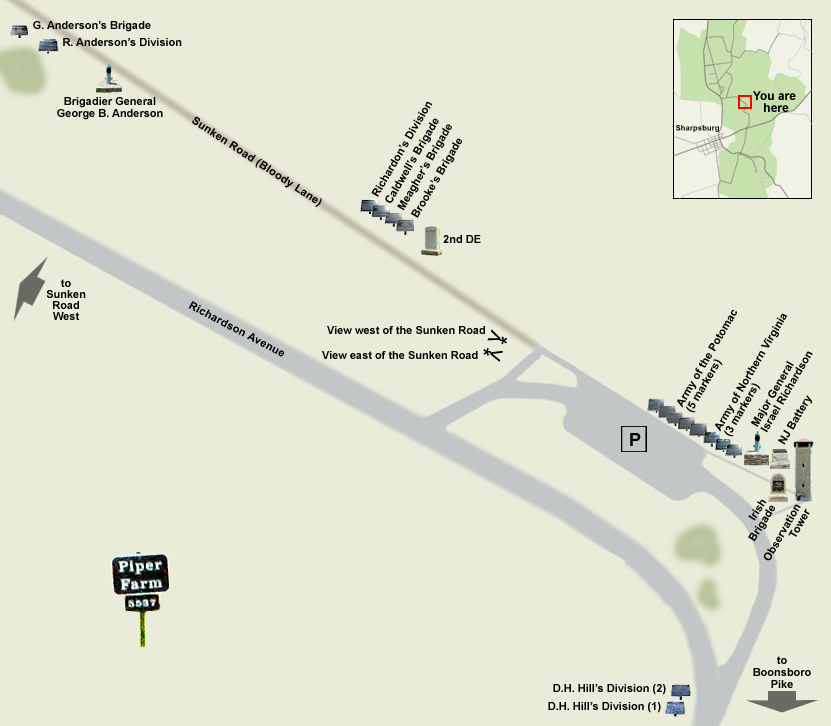 G. Anderson's Brigade
R. Anderson's Division
Brigadier General
George B. Anderson
Sunken Road (Bloody Lane)
Richardon's Division
Caldwell's Brigade
Meagher's Brigade
Brooke's Brigade
2nd DE
You are
here
Sharpsburg
to
Sunken
Road
West
Richardson Avenue
View west of the Sunken Road
View east of the Sunken Road
Army of the Potomac
(5 markers)
Army of Northern Virginia
(3 markers)
Major General
Israel Richardson
NJ Battery
P
Irish
Brigade
Observation
Tower
Piper
Farm
5537
to
Boonsboro
Pike
D.H. Hill's Division (2)
D.H. Hill's Division (1)